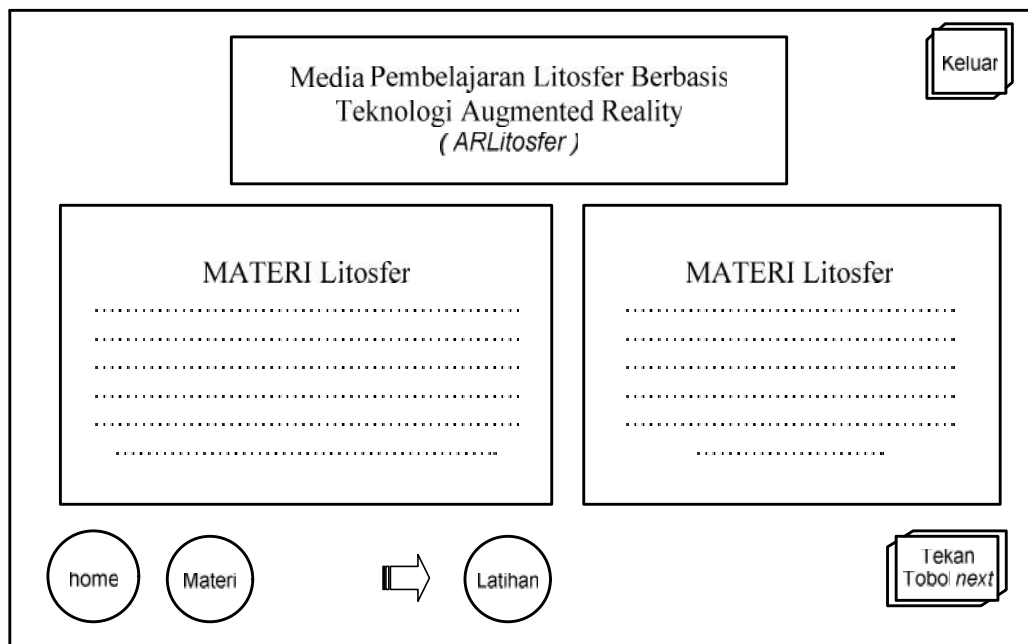 Keluar
Media Pembelajaran Litosfer Berbasis
Teknologi Augmented Reality
( ARLitosfer )
MATERI Litosfer
MATERI Litosfer
home
Materi
Latihan
Tekan
Tobol next